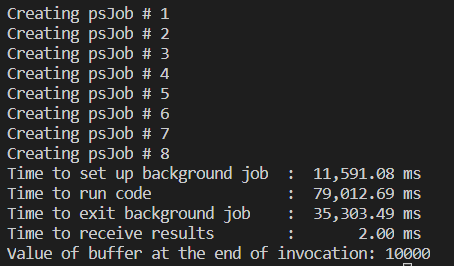 Creating psJob # 1
Creating psJob # 2
Creating psJob # 3
Creating psJob # 4
Creating psJob # 5
Creating psJob # 6
Creating psJob # 7
Creating psJob # 8
Time to set up background job  :  11,591.08 ms
Time to run code               :  79,012.69 ms
Time to exit background job    :  35,303.49 ms
Time to receive results        :       2.00 ms
Value of buffer at the end of invocation: 10000